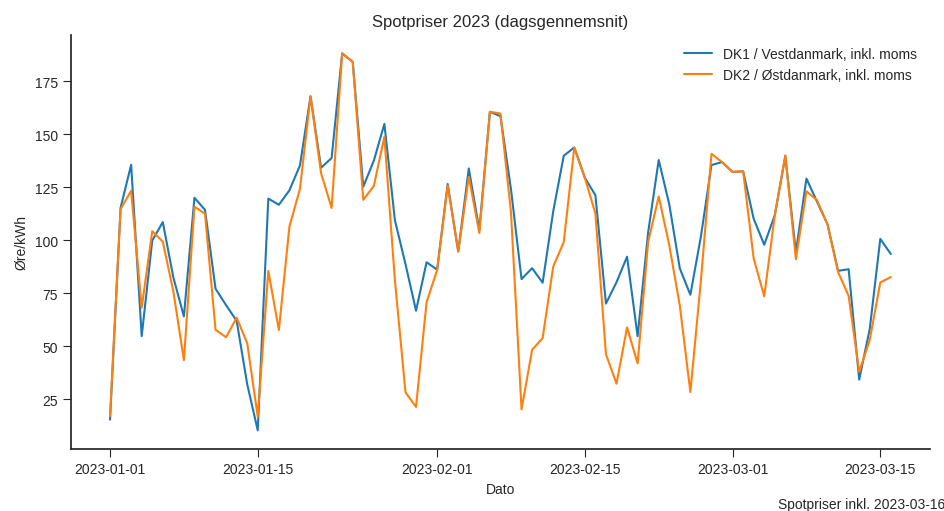 Spotpriser 2023 (dagsgennemsnit)
DK1 / Vestdanmark, inkl. moms
DK2 / Østdanmark, inkl. moms
175
150
125
100
75
50
25
Øre/kWh
2023-01-01 2023-01-15 2023-02-01 2023-02-15 2023-03-01 2023-03-15
Dato
Spotpriser inkl. 2023-03-16